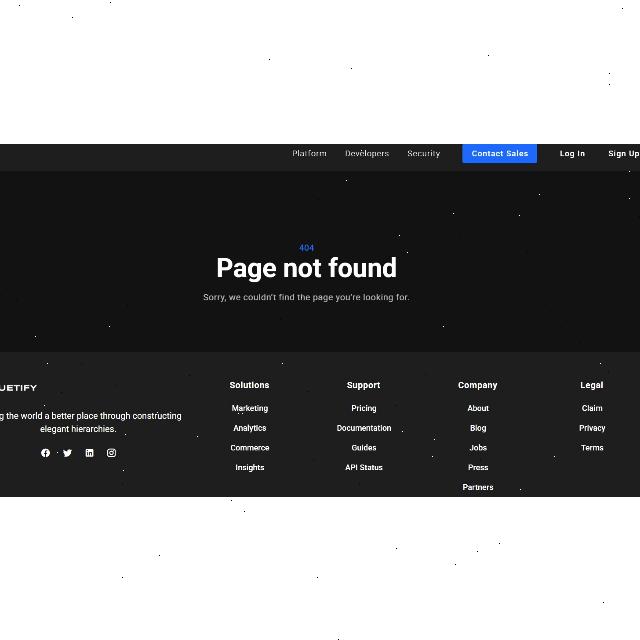 Platform Developers Security Contact Sales Log In Sign Up
404
Page not found
Sorry, we couldn't find the page you're looking for.
UETIFY
g the world a better place through constructing
elegant hierarchies.
Solutions
Marketing
Analytics
Commerce
Insights
Support
Pricing
Documentation
Guides
API Status
Company
About
Blog
Jobs
Press
Partners
Legal
Claim
Privacy
Terms